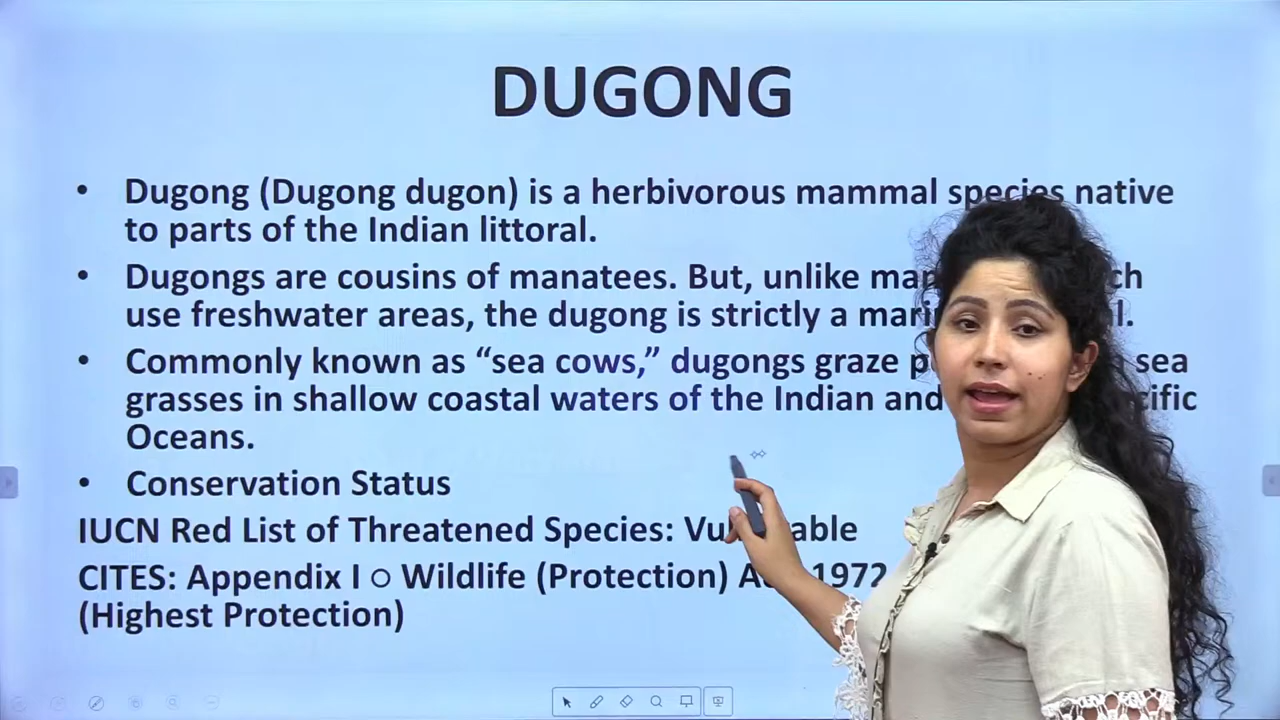 DUGONG
• Dugong (Dugong dugon) is a herbivorous mammal species native
to parts of the Indian littoral.
• Dugongs are cousins of manatees. But, unlike
use freshwater areas, the dugong is strictly a
• Commonly known as “sea cows,” dugongs graze sea
grasses in shallow coastal waters of the Indian and
Oceans.
• Conservation Status
IUCN Red List of Threatened Species:
CITES: Appendix I ○ Wildlife (Protection) 1972
(Highest Protection)